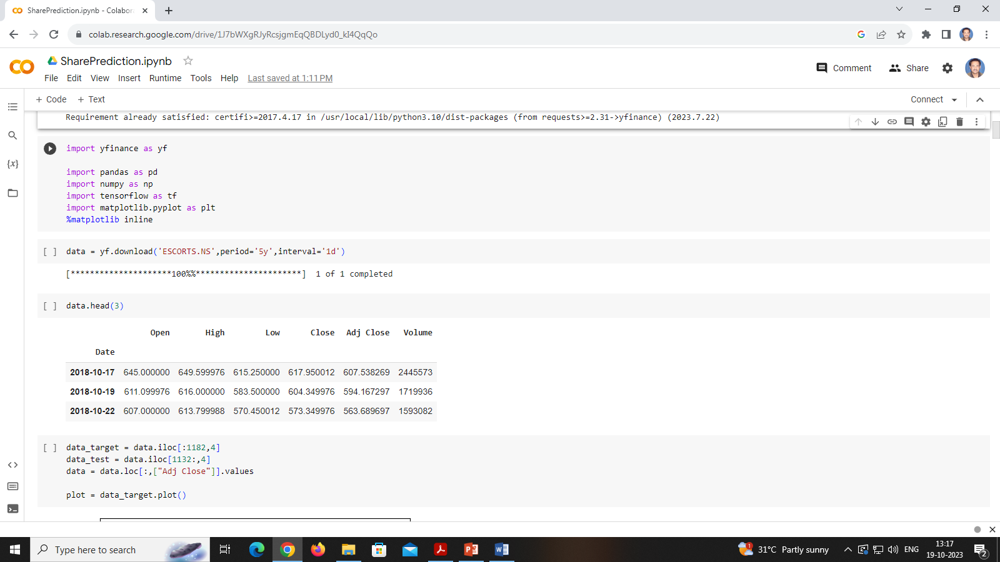 SharePrediction.ipynb - Colabor
colab.research.google.com/drive/1J7bWXgRJyRcsjgmEqQBDLyd0_kI4QqQo
SharePrediction.ipynb
Comment
Share
File Edit View Insert Runtime Tools Help Last saved at 1:11 PM
+ Code + Text
Connect
Requirement already satisfied: certifi>=2017.4.17 in /usr/local/lib/python3.10/dist-packages (from requests>=2.31->yfinance) (2023.7.22)
import yfinance as yf
{x}
import pandas as pd
import numpy as np
import tensorflow as tf
import matplotlib.pyplot as plt
%matplotlib inline
[ ] data = yf.download('ESCORTS.NS',period='5y',interval='1d')
[*********************100%%**********************] 1 of 1 completed
[ ] data.head(3)
Open High Low Close Adj Close Volume
Date
2018-10-17 645.000000 649.599976 615.250000 617.950012 607.538269 2445573
2018-10-19 611.099976 616.000000 583.500000 604.349976 594.167297 1719936
2018-10-22 607.000000 613.799988 570.450012 573.349976 563.689697 1593082
[ ] data_target = data.iloc[:1182,4]
data_test = data.iloc[1132:,4]
data = data.loc[:,["Adj Close"]].values
plot = data_target.plot()
Type here to search
1
31°C Partly sunny
ENG
13:17
19-10-2023
2